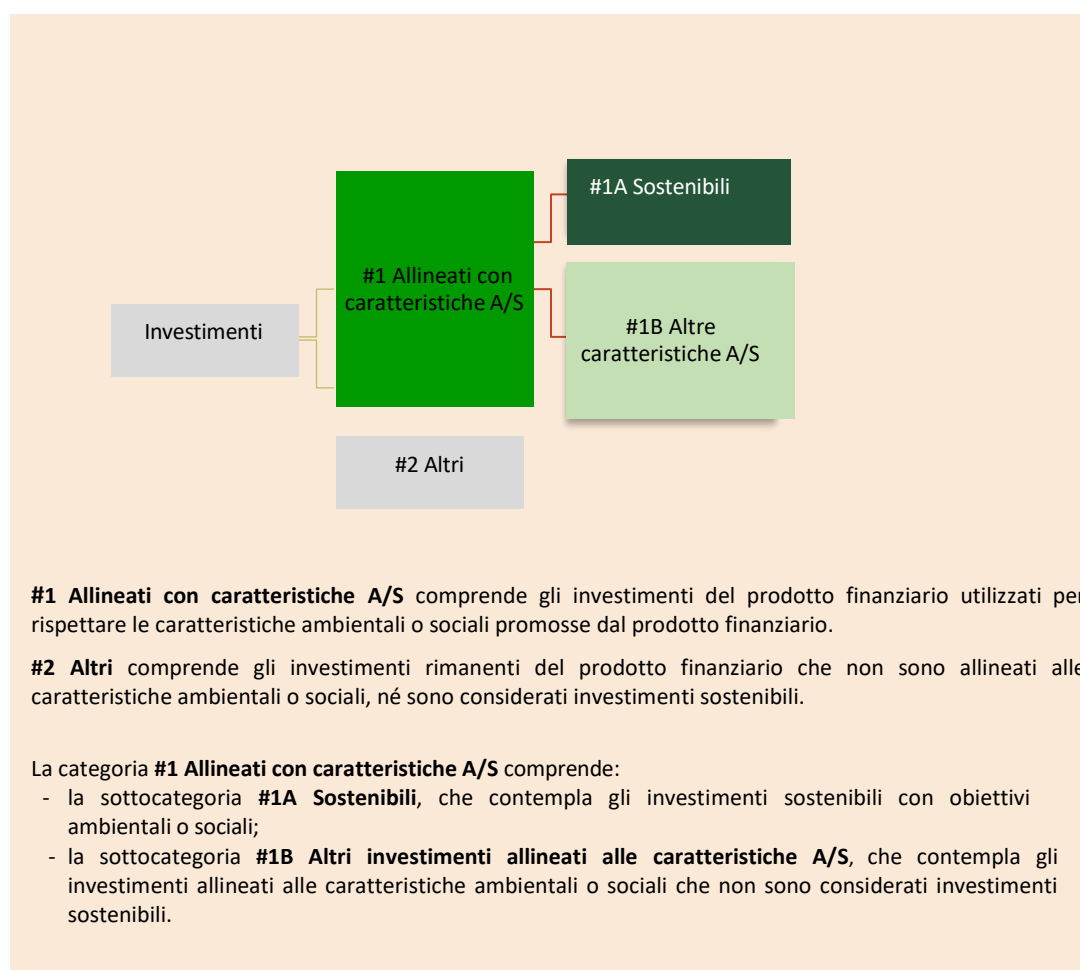 #1A Sostenibili
#1 Allineati con
caratteristiche A/S
Investimenti
#1B Altre
caratteristiche A/S
#2 Altri
#1 Allineati con caratteristiche A/S comprende gli investimenti del prodotto finanziario utilizzati per
rispettare le caratteristiche ambientali o sociali promosse dal prodotto finanziario.
#2 Altri comprende gli investimenti rimanenti del prodotto finanziario che non sono allineati alle
caratteristiche ambientali o sociali, né sono considerati investimenti sostenibili.
La categoria #1 Allineati con caratteristiche A/S comprende:
- la sottocategoria #1A Sostenibili, che contempla gli investimenti sostenibili con obiettivi
ambientali o sociali;
- la sottocategoria #1B Altri investimenti allineati alle caratteristiche A/S, che contempla gli
investimenti allineati alle caratteristiche ambientali o sociali che non sono considerati investimenti
sostenibili.